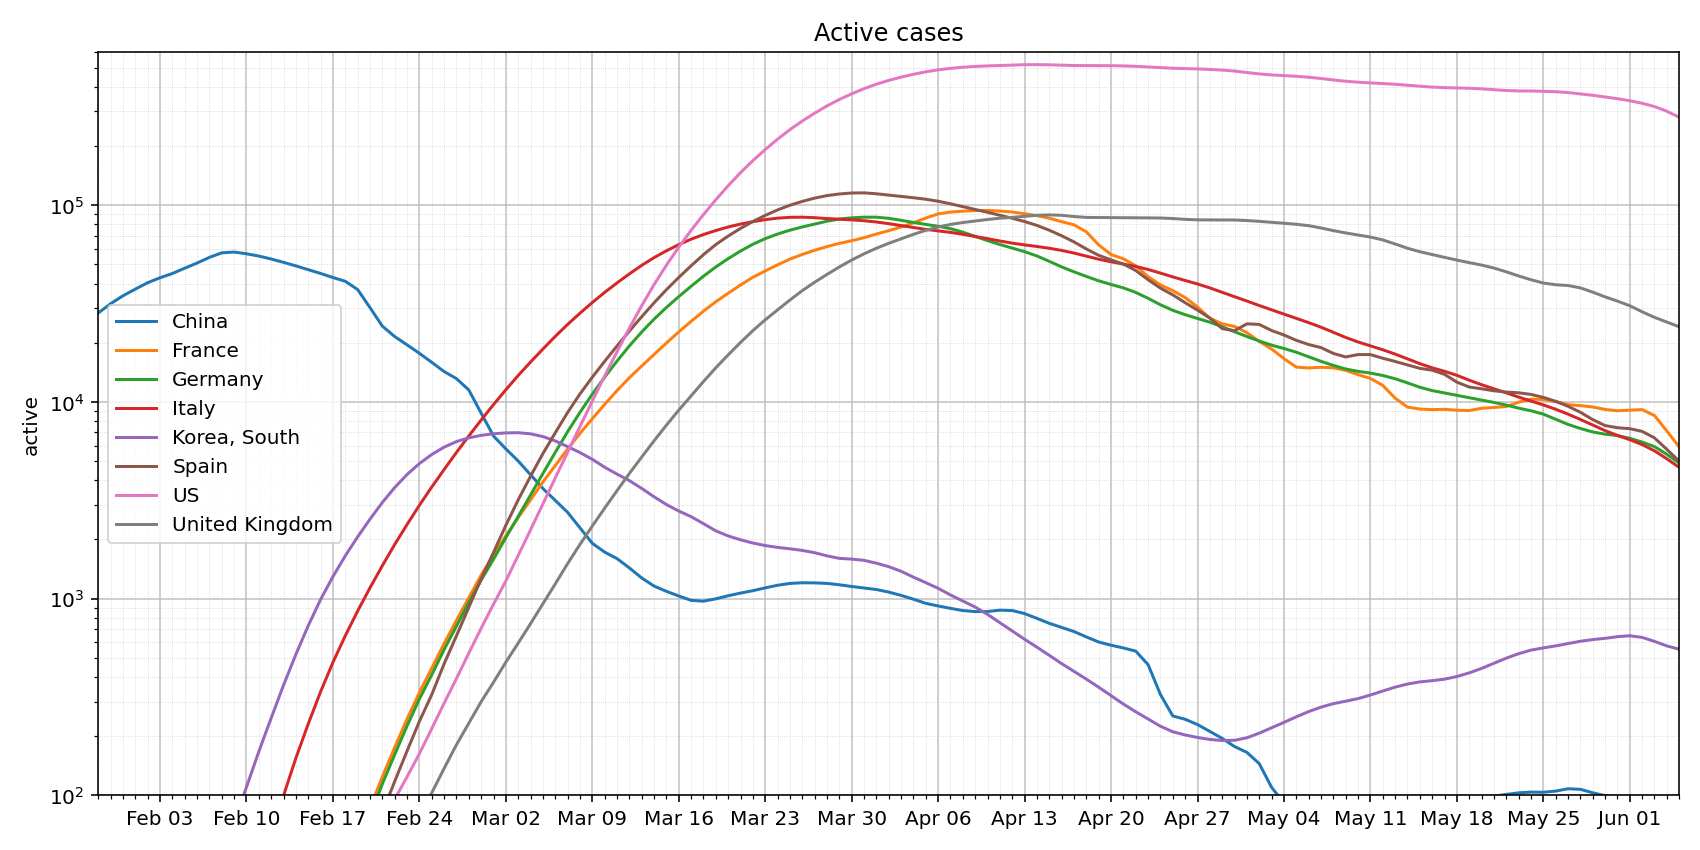 Active cases
active
10^5
10^4
10^3
10^2
China
France
Germany
Italy
Korea, South
Spain
US
United Kingdom
Feb 03 Feb 10 Feb 17 Feb 24 Mar 02 Mar 09 Mar 16 Mar 23 Mar 30 Apr 06 Apr 13 Apr 20 Apr 27 May 04 May 11 May 18 May 25 Jun 01